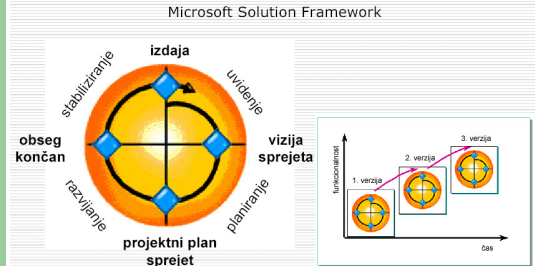 Microsoft Solution Framework
izdaja
stabiliziranje
uvidenje
obseg
končan
vizija
sprejeta
razvijanje
planiranje
projektni plan
sprejet
funkcionalnost
1. verzija
2. verzija
3. verzija
čas